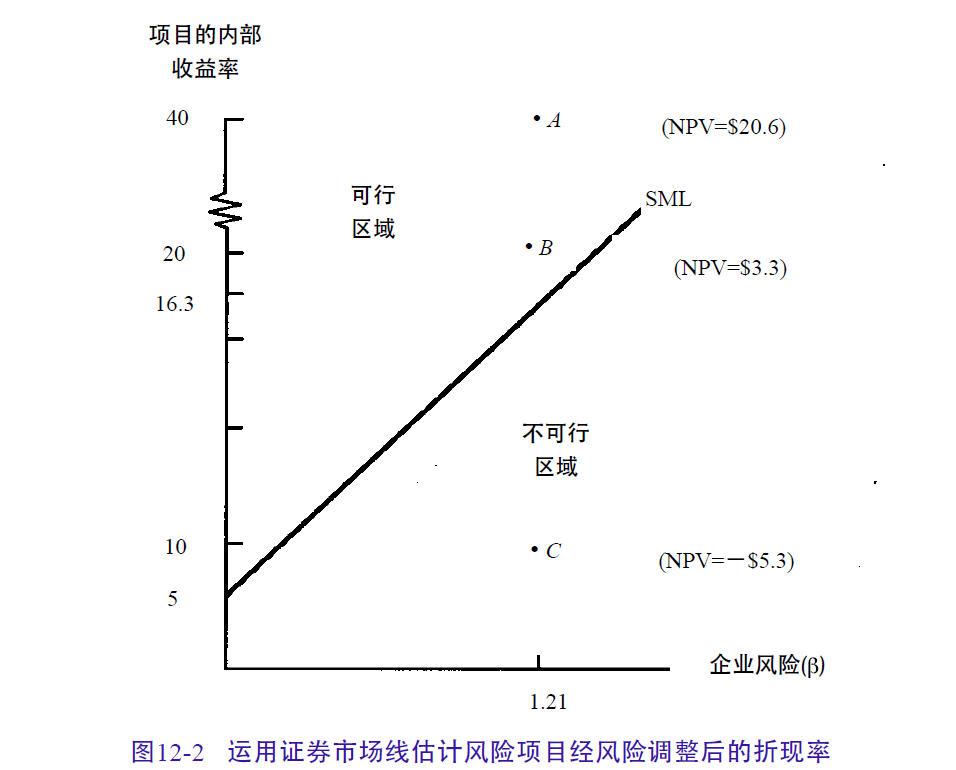 项目的内部
收益率
40
A
(NPV=$20.6)
可行
区域
SML
20
B
(NPV=$3.3)
16.3
不可行
区域
10
C
(NPV=－$5.3)
5
企业风险(β)
1.21
图12-2 运用证券市场线估计风险项目经风险调整后的折现率